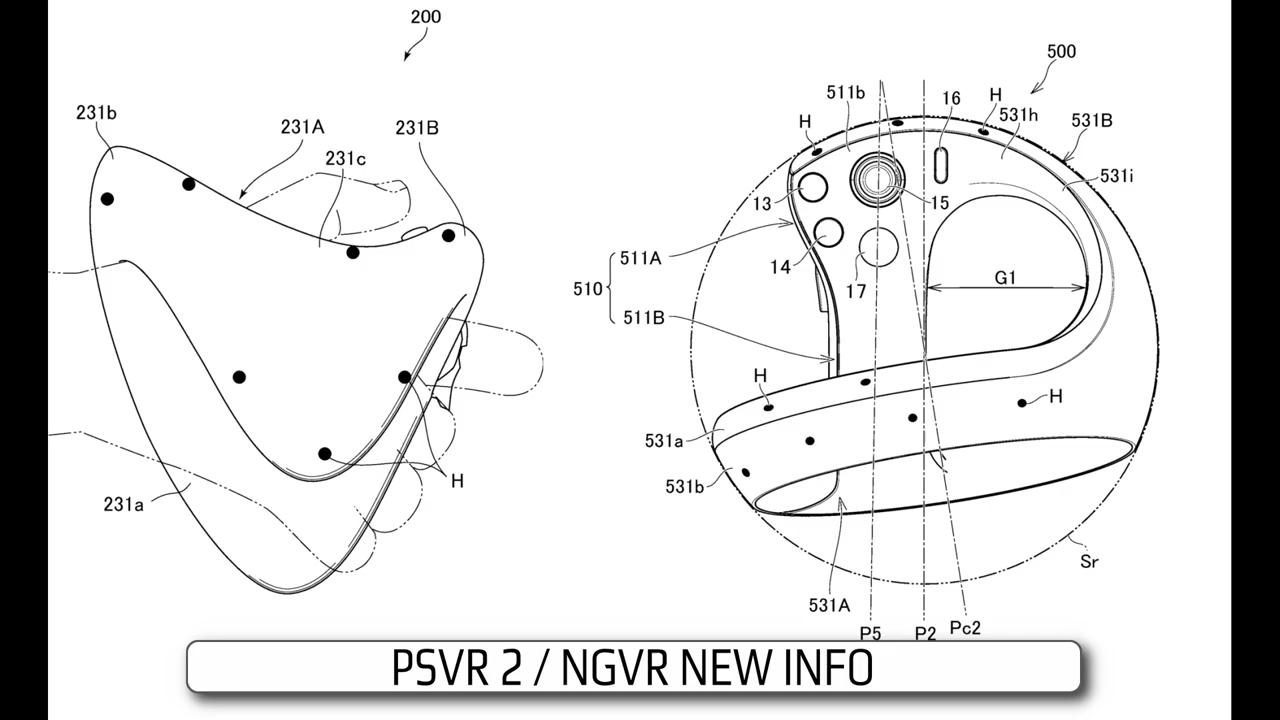 200
231b
231A
231B
231c
231a
H
500
511b
16
H
H
531h
531B
531i
13
15
511A
14
17
G1
510
511B
H
H
531a
531b
Sr
531A
P5
P2
Pc2
PSVR 2 / NGVR NEW INFO